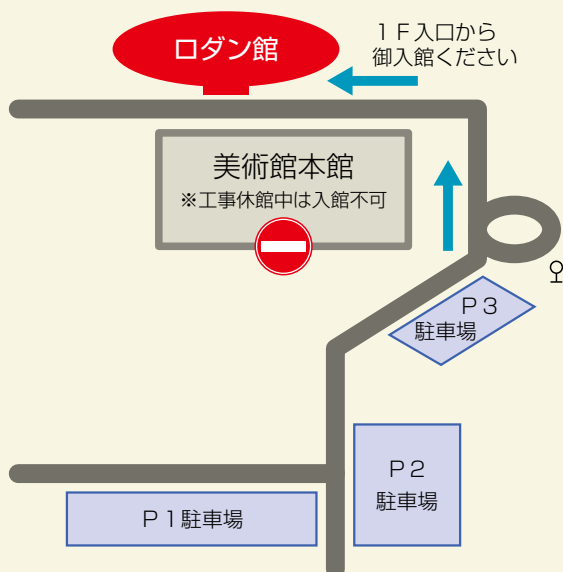 ロダン館
１Ｆ入口から
御入館ください
美術館本館
※工事休館中は入館不可
Ｐ３
駐車場
Ｐ２
駐車場
Ｐ１駐車場